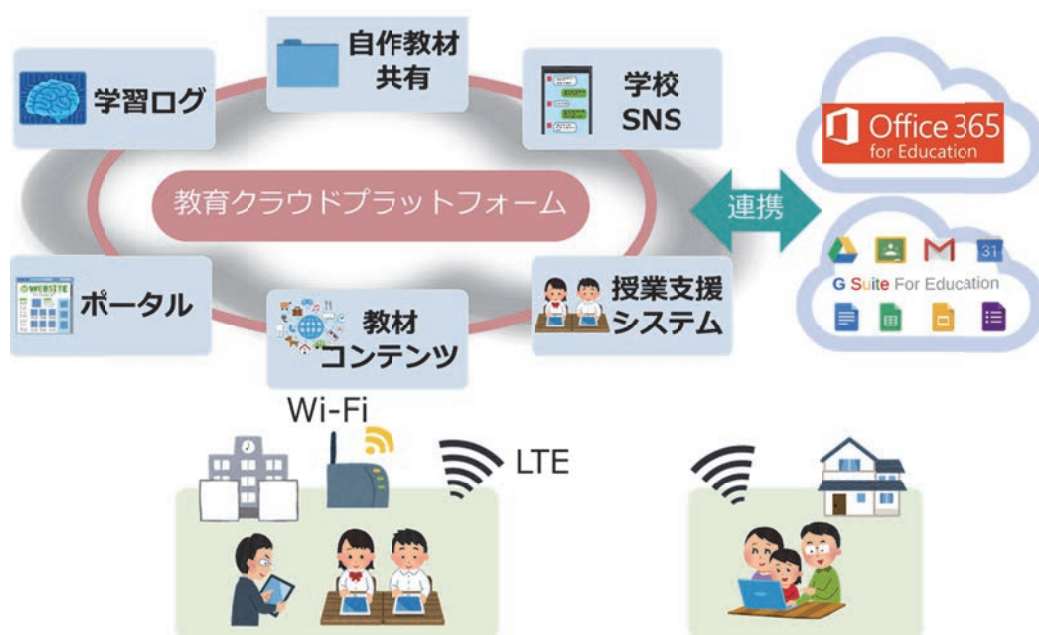 学習ログ
自作教材
共有
学校
SNS
教育クラウドプラットフォーム
連携
Office 365
for Education
31
G Suite For Education
WEBSITE
ポータル
教材
コンテンツ
授業支援
システム
Wi-Fi
LTE